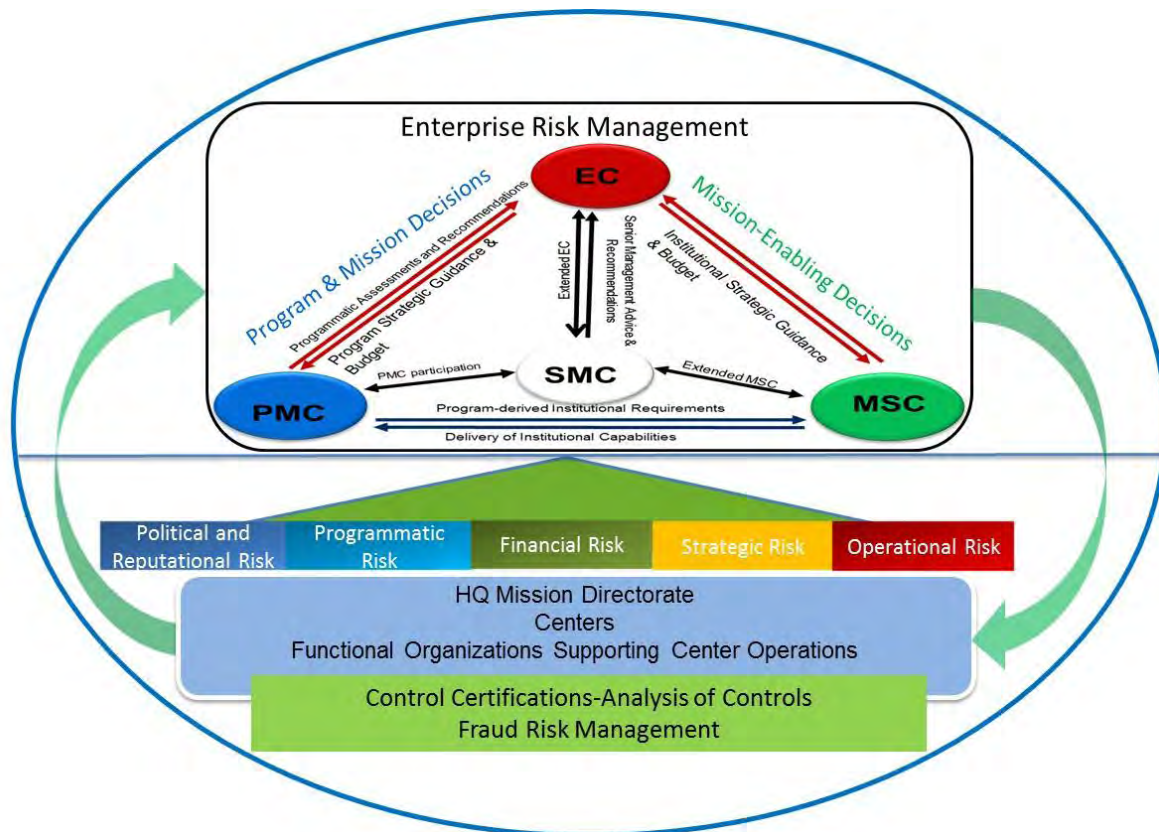 Enterprise Risk Management
EC
Program & Mission Decisions
Programmatic Assessments and Recommendations
Program Strategic Guidance &
Budget
Extended EC
Senior Management Advice &
Recommendations
Mission-Enabling Decisions
Institutional Strategic Guidance
& Budget
PMC participation
SMC
Extended MSC
PMC
MSC
Program-derived Institutional Requirements
Delivery of Institutional Capabilities
Political and
Reputational Risk
Programmatic
Risk
Financial Risk
Strategic Risk
Operational Risk
HQ Mission Directorate
Centers
Functional Organizations Supporting Center Operations
Control Certifications-Analysis of Controls
Fraud Risk Management